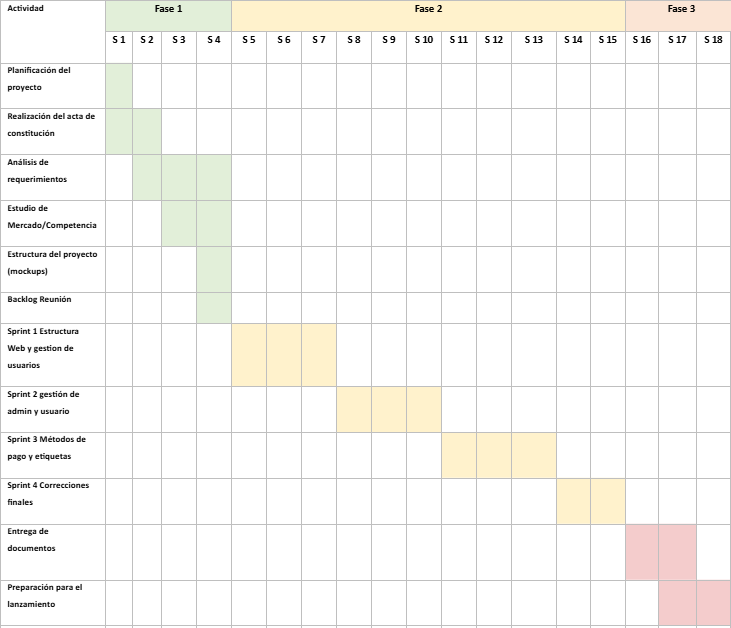 Actividad Fase 1 Fase 2 Fase 3
S 1 S 2 S 3 S 4 S 5 S 6 S 7 S 8 S 9 S 10 S 11 S 12 S 13 S 14 S 15 S 16 S 17 S 18
Planificación del
proyecto
Realización del acta de
constitución
Análisis de
requerimientos
Estudio de
Mercado/Competencia
Estructura del proyecto
(mockups)
Backlog Reunión
Sprint 1 Estructura
Web y gestion de
usuarios
Sprint 2 gestión de
admin y usuario
Sprint 3 Métodos de
pago y etiquetas
Sprint 4 Correcciones
finales
Entrega de
documentos
Preparación para el
lanzamiento